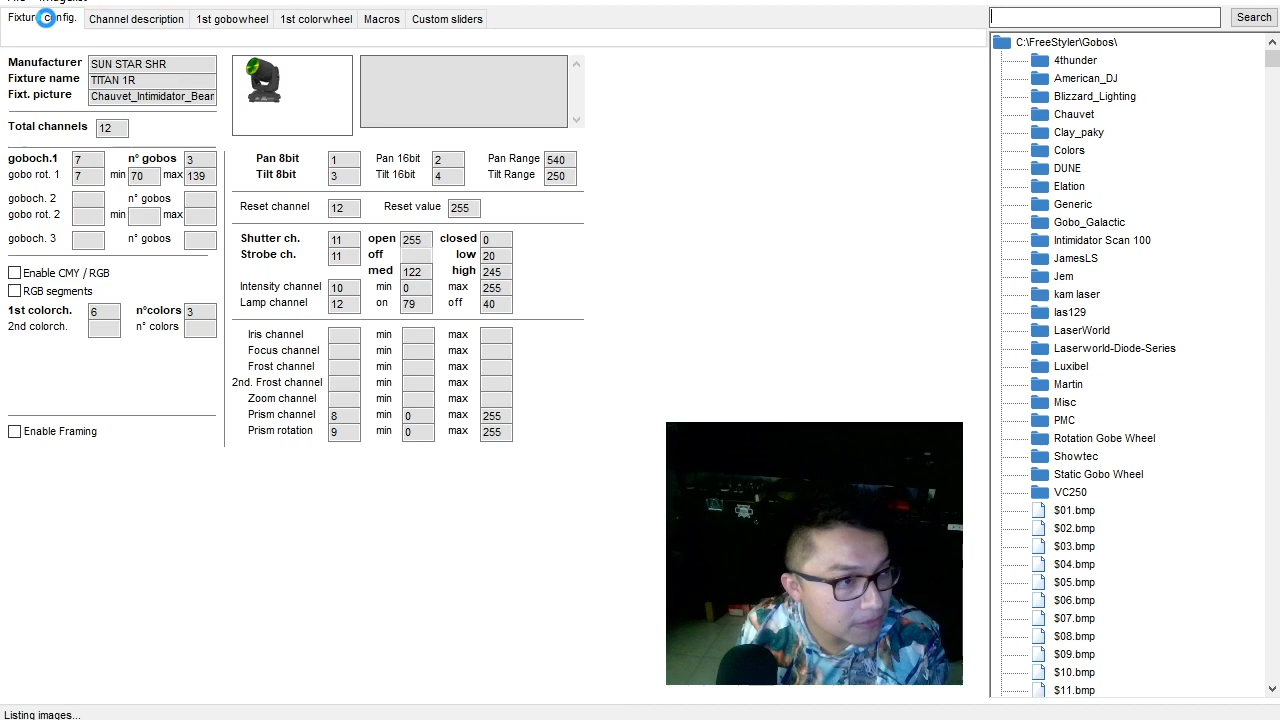 Fixtur config.
Channel description
1st gobowheel
1st colorwheel
Macros
Custom sliders
Search
Manufacturer SUN STAR SHR
Fixture name TITAN 1R
Fixt. picture Chauvet_Intimidator_Bear
Total channels 12
goboch.1 7 n° gobos 3
gobo rot. 1 7 min 70 max 139
goboch. 2 n° gobos
gobo rot. 2 min max
goboch. 3 n° gobos
Enable CMY / RGB
RGB segments
1st colorch. 6 n°colors 3
2nd colorch. n° colors
Enable Framing
Pan 8bit 1 Pan 16bit 2 Pan Range 540
Tilt 8bit 3 Tilt 16bit 4 Tilt Range 250
Reset channel 12 Reset value 255
Shutter ch. 11 open 255 closed 0
Strobe ch. 11 off low 20
med 122 high 245
Intensity channel 10 min 0 max 255
Lamp channel 12 on 79 off 40
Iris channel min max
Focus channel min max
Frost channel min max
2nd. Frost channel min max
Zoom channel min max
Prism channel 8 min 0 max 255
Prism rotation 9 min 0 max 255
C:\FreeStyler\Gobos\
4thunder
American_DJ
Blizzard_Lighting
Chauvet
Clay_paky
Colors
DUNE
Elation
Generic
Gobo_Galactic
Intimidator Scan 100
JamesLS
Jem
kam laser
las129
LaserWorld
Laserworld-Diode-Series
Luxibel
Martin
Misc
PMC
Rotation Gobe Wheel
Showtec
Static Gobo Wheel
VC250
$01.bmp
$02.bmp
$03.bmp
$04.bmp
$05.bmp
$06.bmp
$07.bmp
$08.bmp
$09.bmp
$10.bmp
$11.bmp
Listing images...